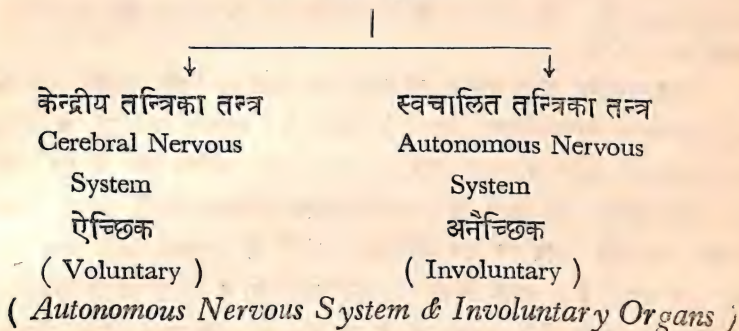 केन्द्रीय तन्त्रिका तन्त्र स्वचालित तन्त्रिका तन्त्र
Cerebral Nervous Autonomous Nervous
System System
ऐच्छिक अनैच्छिक
( Voluntary ) ( Involuntary )
( Autonomous Nervous System & Involuntary Organs )